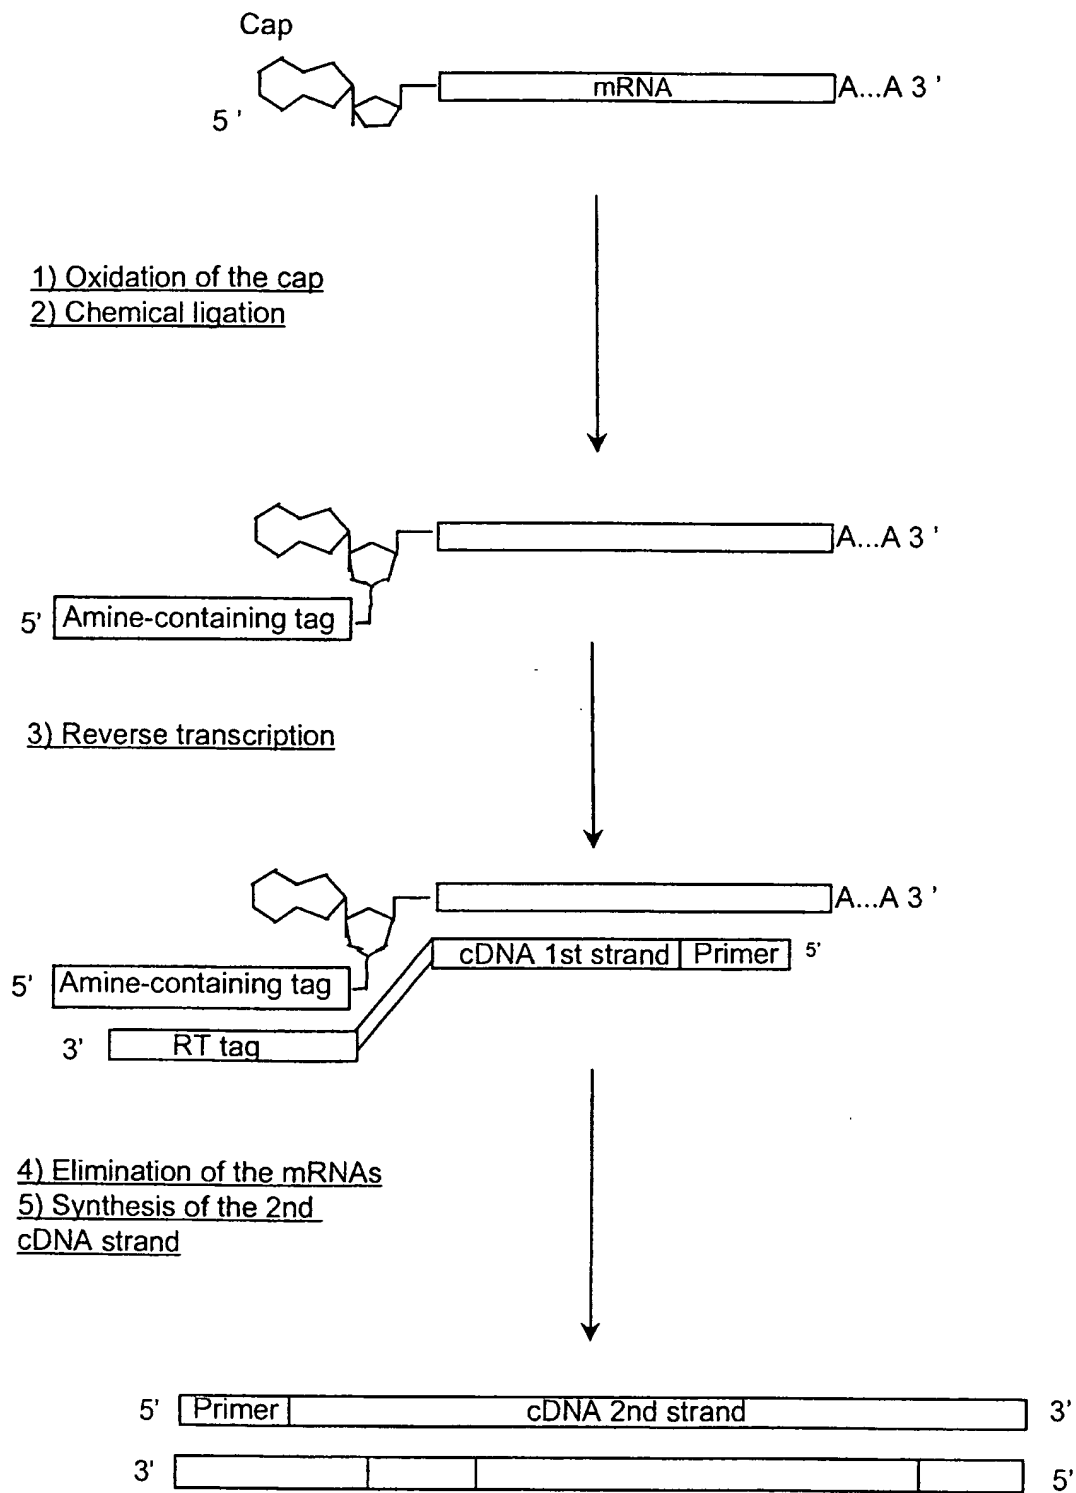 Cap
mRNA
A...A 3 '
5 '
1) Oxidation of the cap
2) Chemical ligation
A...A 3 '
5' Amine-containing tag
3) Reverse transcription
A...A 3 '
cDNA 1st strand Primer 5'
5' Amine-containing tag
3' RT tag
4) Elimination of the mRNAs
5) Synthesis of the 2nd
cDNA strand
5' Primer cDNA 2nd strand 3'
3' 5'